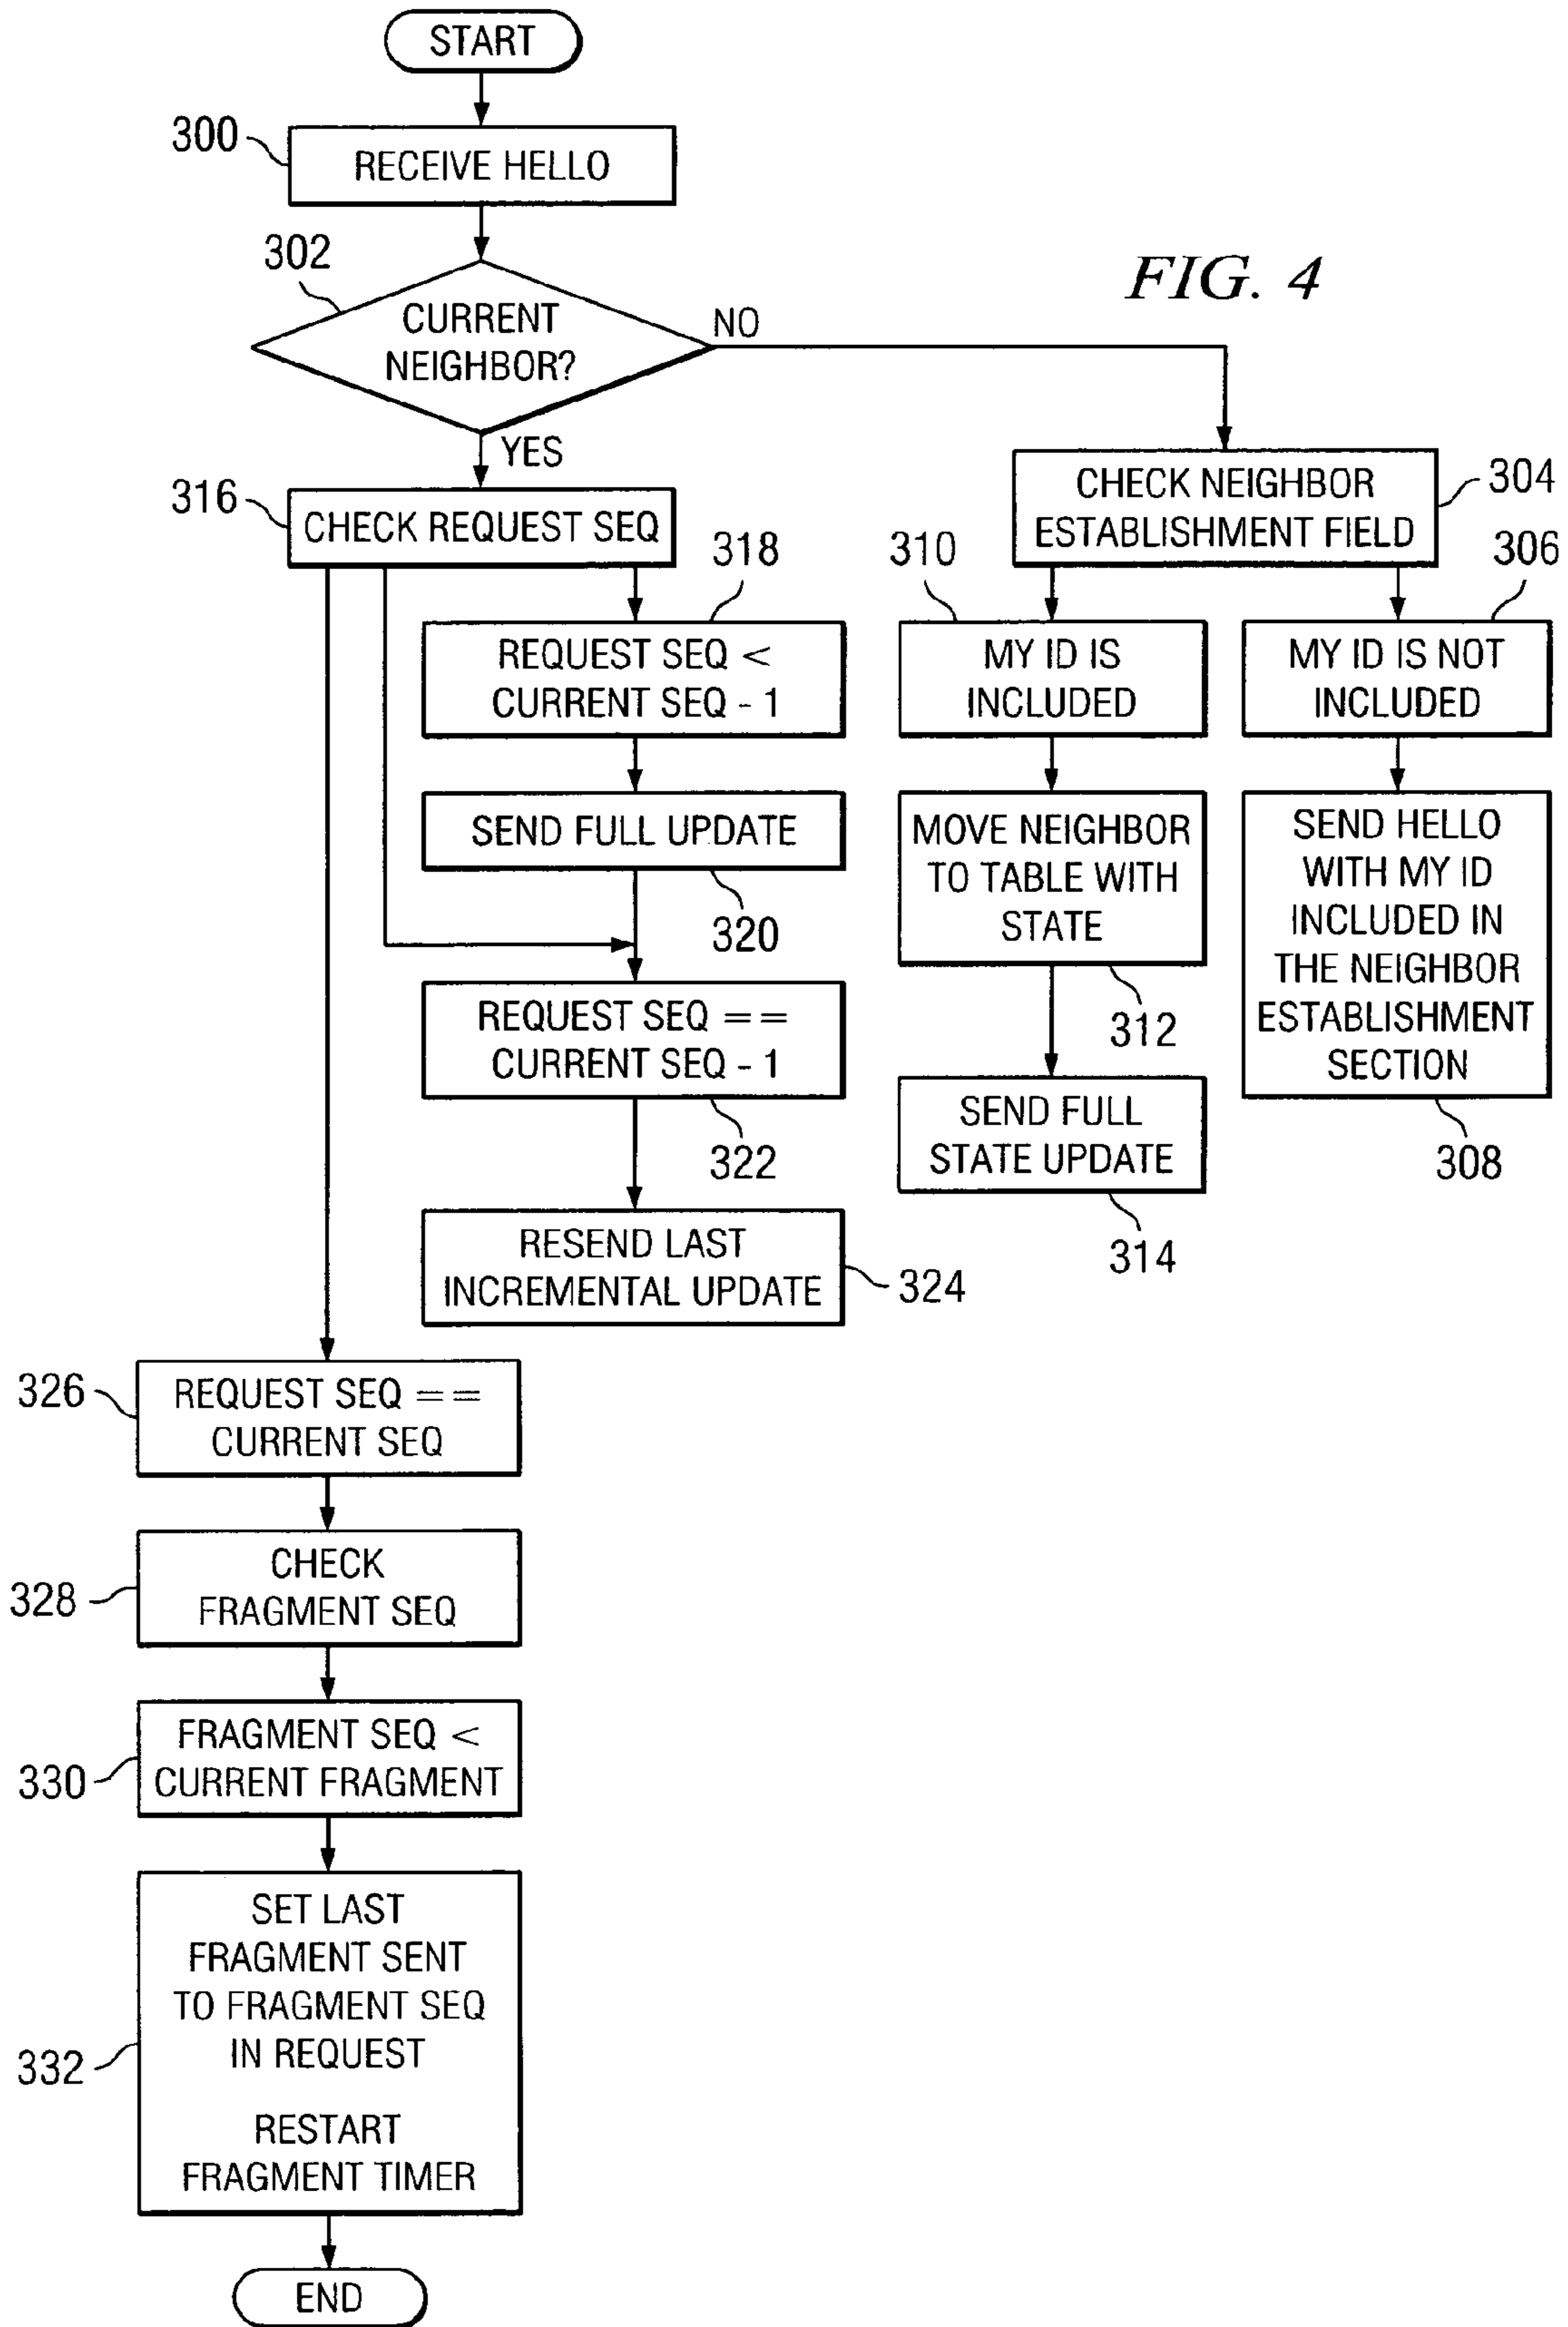 START
300
RECEIVE HELLO
302
FIG. 4
CURRENT
NEIGHBOR?
NO
YES
316
CHECK REQUEST SEQ
CHECK NEIGHBOR
ESTABLISHMENT FIELD
304
318
REQUEST SEQ <
CURRENT SEQ - 1
SEND FULL UPDATE
320
REQUEST SEQ ==
CURRENT SEQ - 1
322
RESEND LAST
INCREMENTAL UPDATE
324
310
MY ID IS
INCLUDED
MOVE NEIGHBOR
TO TABLE WITH
STATE
312
SEND FULL
STATE UPDATE
314
306
MY ID IS NOT
INCLUDED
SEND HELLO
WITH MY ID
INCLUDED IN
THE NEIGHBOR
ESTABLISHMENT
SECTION
308
326
REQUEST SEQ ==
CURRENT SEQ
328
CHECK
FRAGMENT SEQ
330
FRAGMENT SEQ <
CURRENT FRAGMENT
332
SET LAST
FRAGMENT SENT
TO FRAGMENT SEQ
IN REQUEST
RESTART
FRAGMENT TIMER
END